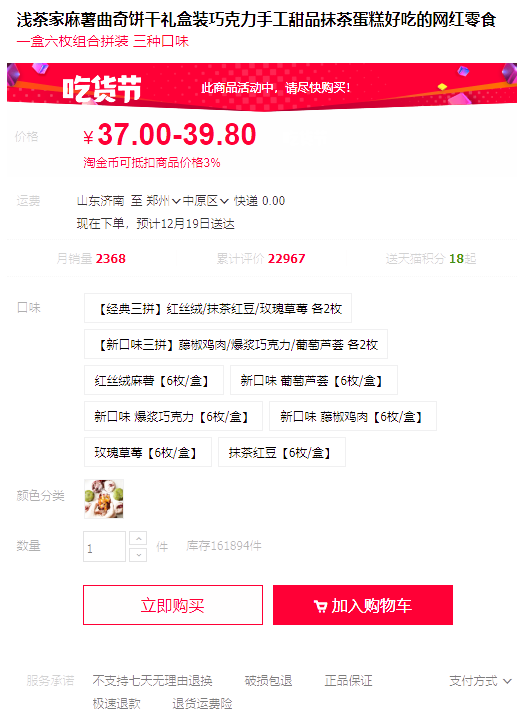 浅茶家麻薯曲奇饼干礼盒装巧克力手工甜品抹茶蛋糕好吃的网红零食
一盒六枚组合拼装 三种口味
吃货节 此商品活动中，请尽快购买！
价格 ¥37.00-39.80
淘金币可抵扣商品价格3%
运费 山东济南 至 郑州 中原区 快递 0.00
现在下单，预计12月19日送达
月销量 2368 累计评价 22967 送天猫积分 18起
口味 【经典三拼】红丝绒/抹茶红豆/玫瑰草莓 各2枚
【新口味三拼】藤椒鸡肉/爆浆巧克力/葡萄芦荟 各2枚
红丝绒麻薯【6枚/盒】 新口味 葡萄芦荟【6枚/盒】
新口味 爆浆巧克力【6枚/盒】 新口味 藤椒鸡肉【6枚/盒】
玫瑰草莓【6枚/盒】 抹茶红豆【6枚/盒】
颜色分类
数量 1 件 库存161894件
立即购买 加入购物车
服务承诺 不支持七天无理由退换 破损包退 正品保证 支付方式
极速退款 退货运费险